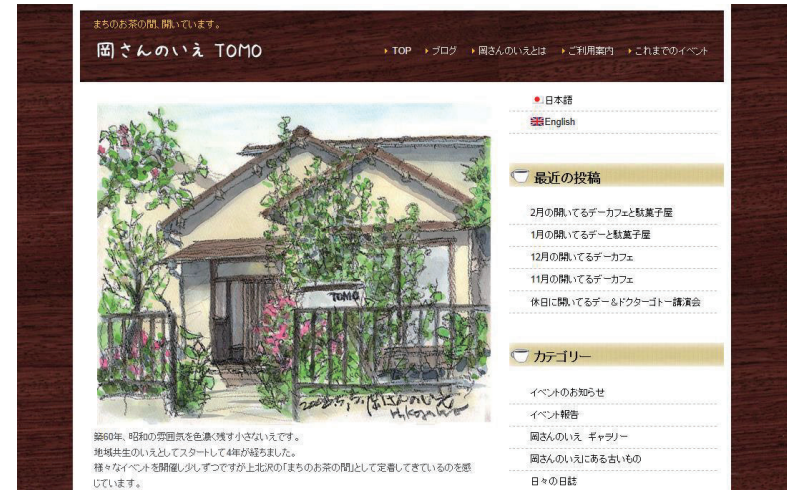 まちのお茶の間、開いています。
岡さんのいえ TOMO
TOP
ブログ
岡さんのいえとは
ご利用案内
これまでのイベント
日本語
English
最近の投稿
2月の開いてるデーカフェと駄菓子屋
1月の開いてるデーと駄菓子屋
12月の開いてるデーカフェ
11月の開いてるデーカフェ
休日に開いてるデー&ドクターゴトー講演会
カテゴリー
イベントのお知らせ
イベント報告
岡さんのいえ ギャラリー
岡さんのいえにある古いもの
日々の日誌
TOMO
岡さんのいえ
築60年、昭和の雰囲気を色濃く残す小さないえです。
地域共生のいえとしてスタートして4年が経ちました。
様々なイベントを開催し少しずつですが上北沢の「まちのお茶の間」として定着してきているのを感
じています。